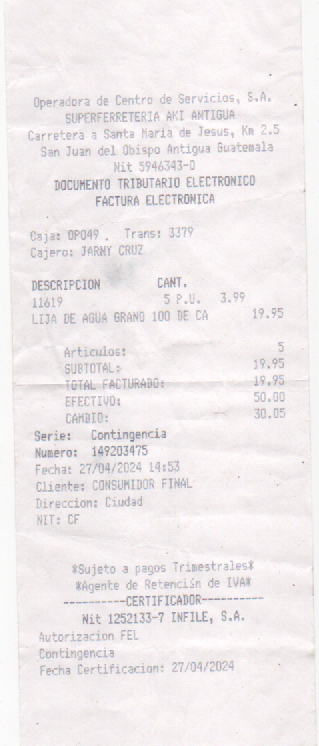 Operadora de Centro de Servicios, S.A.
SUPERFERRETERIA AKI ANTIGUA
Carretera a Santa Maria de Jesus, Km 2.5
San Juan del Obispo Antigua Guatemala
Nit 5946343-0
DOCUMENTO TRIBUTARIO ELECTRONICO
FACTURA ELECTRONICA
Caja: OP049 . Trans: 3379
Cajero: JARMY CRUZ
DESCRIPCION CANT.
11619 5 P.U. 3.99
LIJA DE AGUA GRANO 100 DE CA 19.95
Articulos: 5
SUBTOTAL: 19.95
TOTAL FACTURADO: 19.95
EFECTIVO: 50.00
CAMBIO: 30.05
Serie: Contingencia
Numero: 149203475
Fecha: 27/04/2024 14:53
Cliente: CONSUMIDOR FINAL
Direccion: Ciudad
NIT: CF
*Sujeto a pagos Trimestrales*
*Agente de Retención de IVA*
----------CERTIFICADOR----------
Nit 1252133-7 INFILE, S.A.
Autorizacion FEL
Contingencia
Fecha Certificacion: 27/04/2024